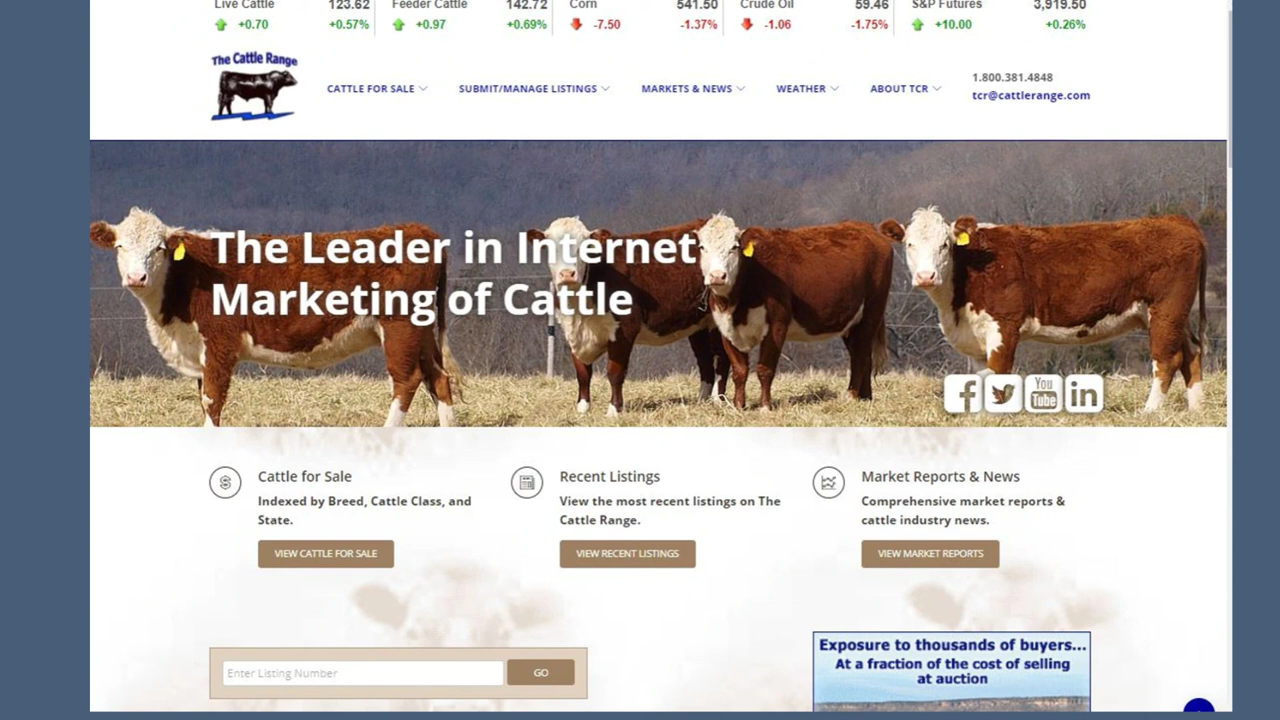 Live Cattle 123.62 Feeder Cattle 142.72 Corn 541.50 Crude Oil 59.46 S&P Futures 3,919.50
+0.70 +0.57% +0.97 +0.69% -7.50 -1.37% -1.06 -1.75% +10.00 +0.26%
The Cattle Range
CATTLE FOR SALE SUBMIT/MANAGE LISTINGS MARKETS & NEWS WEATHER ABOUT TCR
1.800.381.4848
tcr@cattlerange.com
The Leader in Internet
Marketing of Cattle
You
Tube
in
Cattle for Sale
Indexed by Breed, Cattle Class, and
State.
VIEW CATTLE FOR SALE
Recent Listings
View the most recent listings on The
Cattle Range.
VIEW RECENT LISTINGS
Market Reports & News
Comprehensive market reports &
cattle industry news.
VIEW MARKET REPORTS
Enter Listing Number
GO
Exposure to thousands of buyers...
At a fraction of the cost of selling
at auction